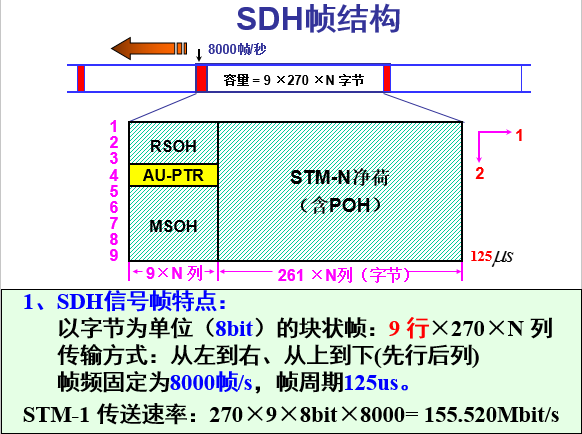 SDH帧结构
8000帧/秒
容量 = 9 ×270 ×N 字节
1
2
3
4
5
6
7
8
9
RSOH
AU-PTR
MSOH
STM-N净荷
（含POH）
1
2
125μs
9×N 列
261 ×N列（字节）
1、SDH信号帧特点：
以字节为单位（8bit）的块状帧：9 行×270×N 列
传输方式：从左到右、从上到下(先行后列)
帧频固定为8000帧/s，帧周期125us。
STM-1 传送速率：270×9×8bit×8000= 155.520Mbit/s